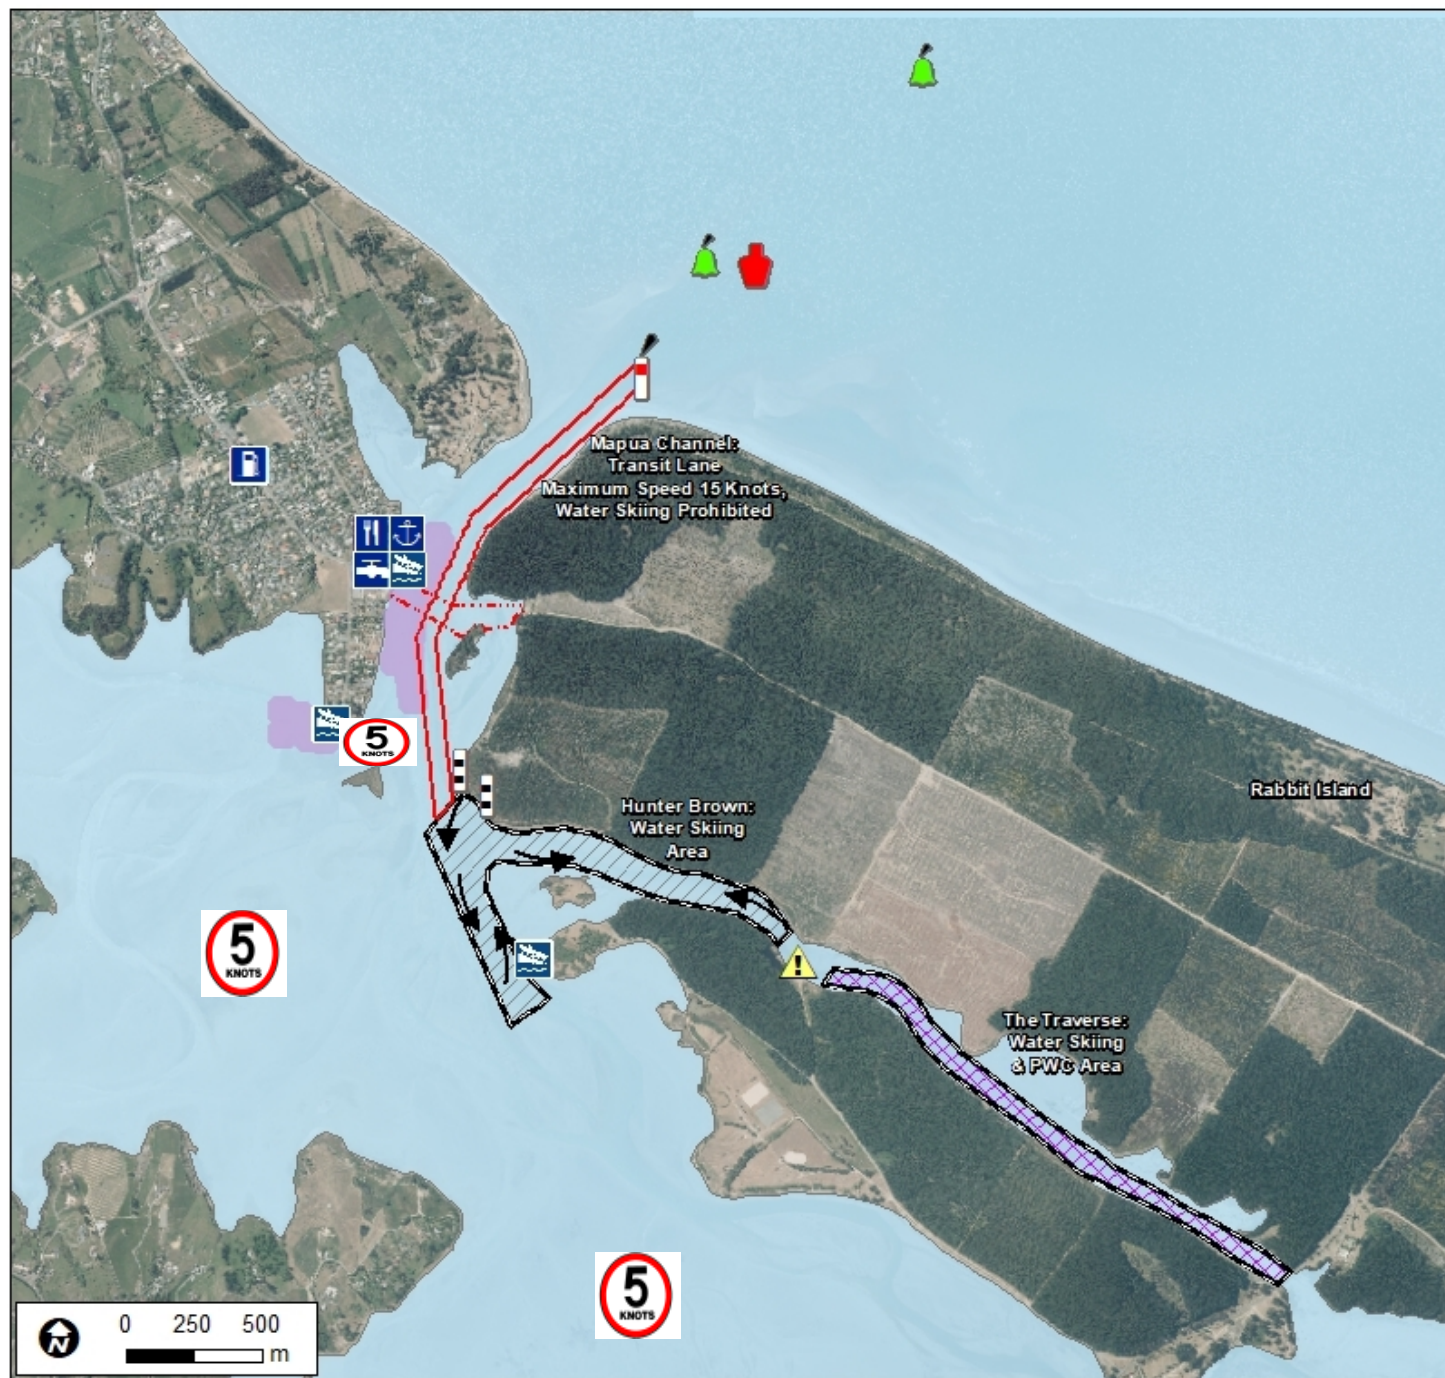 Mapua Channel:
Transit Lane
Maximum Speed 15 Knots,
Water Skiing Prohibited
5
KNOTS
Rabbit Island
Hunter Brown:
Water Skiing
Area
5
KNOTS
!
The Traverse:
Water Skiing
& PWC Area
5
KNOTS
N
0 250 500
m